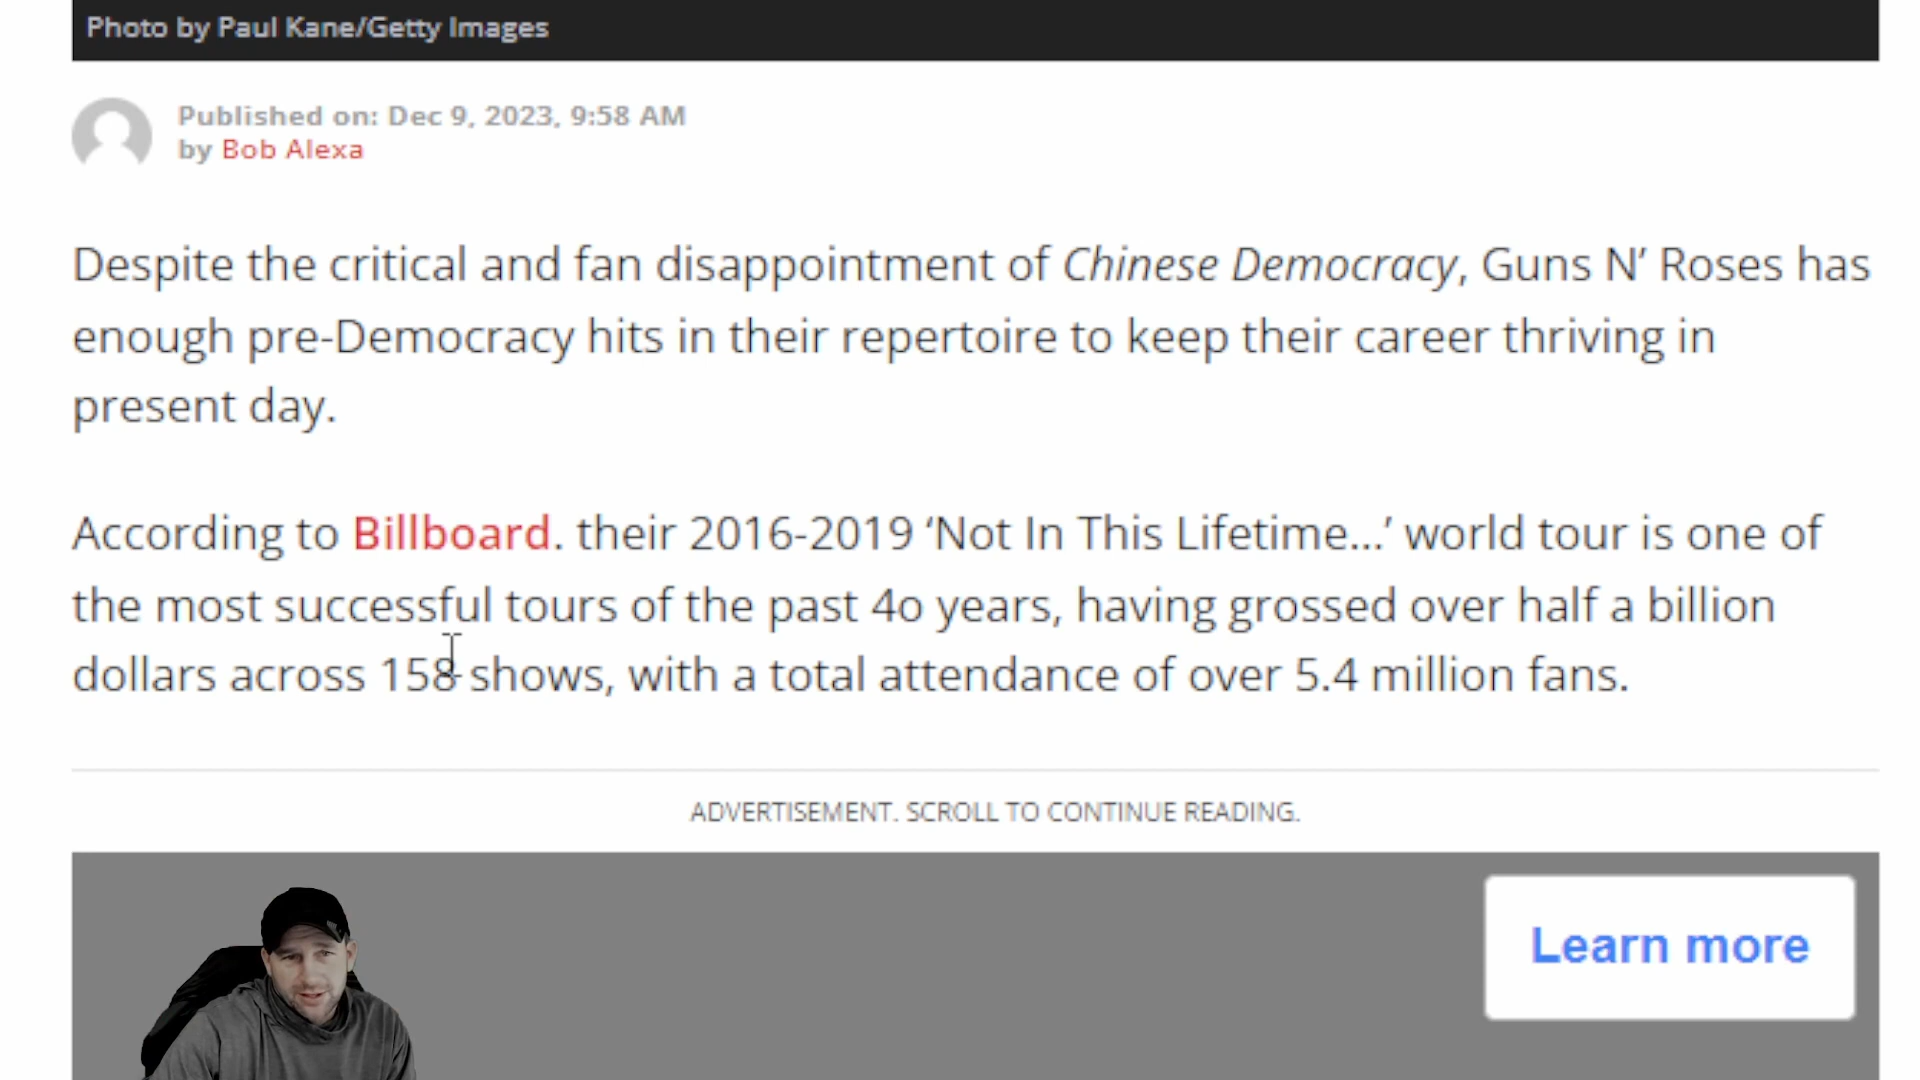 Photo by Paul Kane/Getty Images
Published on: Dec 9, 2023, 9:58 AM
by Bob Alexa
Despite the critical and fan disappointment of Chinese Democracy, Guns N’ Roses has
enough pre-Democracy hits in their repertoire to keep their career thriving in
present day.
According to Billboard. their 2016-2019 ‘Not In This Lifetime...’ world tour is one of
the most successful tours of the past 4o years, having grossed over half a billion
dollars across 158 shows, with a total attendance of over 5.4 million fans.
ADVERTISEMENT. SCROLL TO CONTINUE READING.
Learn more